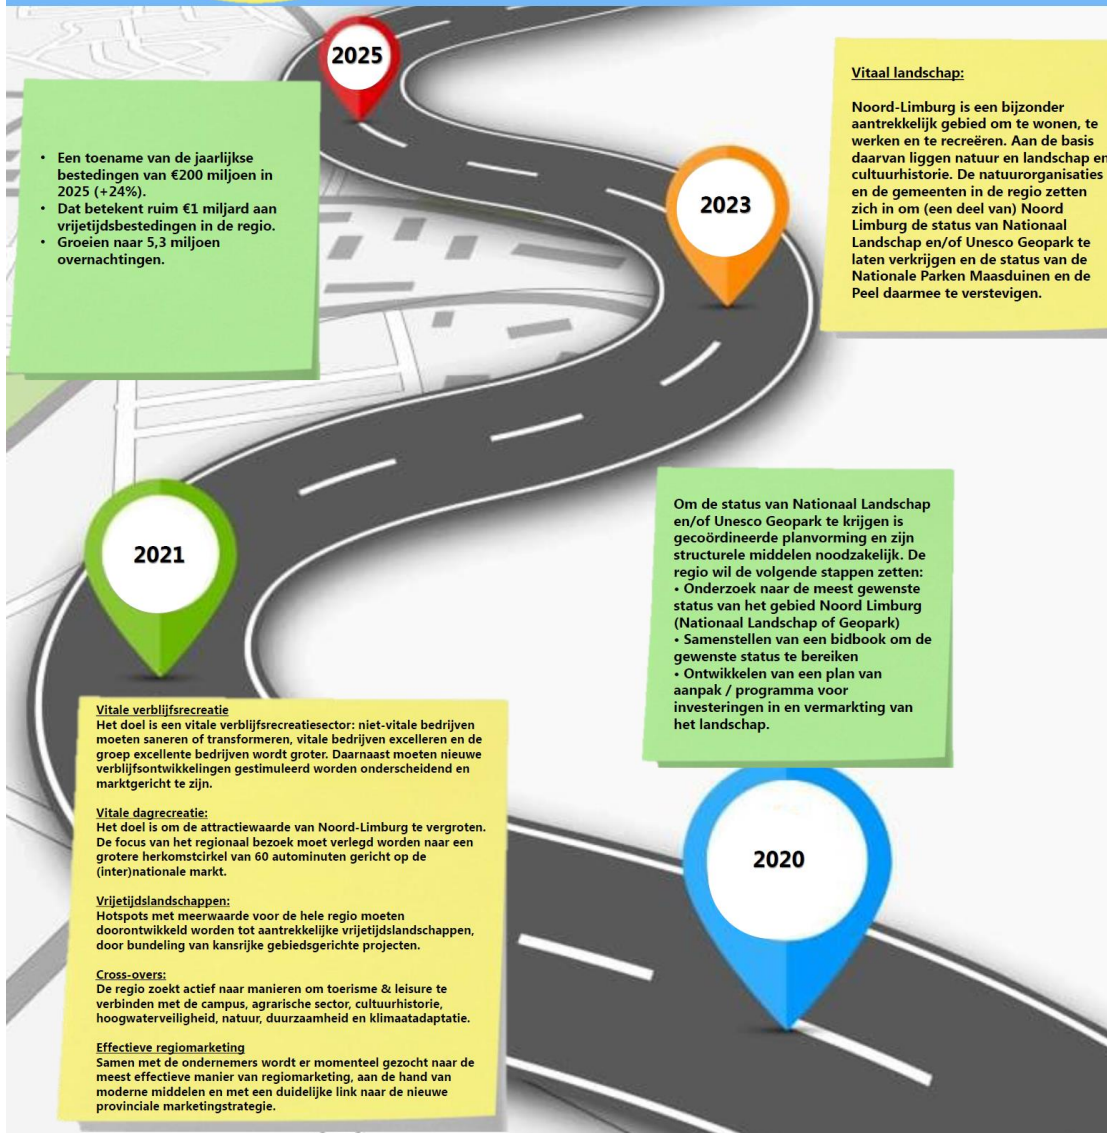 2025
• Een toename van de jaarlijkse
bestedingen van €200 miljoen in
2025 (+24%).
• Dat betekent ruim €1 miljard aan
vrijetijdsbestedingen in de regio.
• Groeien naar 5,3 miljoen
overnachtingen.
Vitaal landschap:
Noord-Limburg is een bijzonder
aantrekkelijk gebied om te wonen, te
werken en te recreëren. Aan de basis
daarvan liggen natuur en landschap en
cultuurhistorie. De natuurorganisaties
en de gemeenten in de regio zetten
zich in om (een deel van) Noord
Limburg de status van Nationaal
Landschap en/of Unesco Geopark te
laten verkrijgen en de status van de
Nationale Parken Maasduinen en de
Peel daarmee te verstevigen.
2023
2021
Om de status van Nationaal Landschap
en/of Unesco Geopark te krijgen is
gecoördineerde planvorming en zijn
structurele middelen noodzakelijk. De
regio wil de volgende stappen zetten:
• Onderzoek naar de meest gewenste
status van het gebied Noord Limburg
(Nationaal Landschap of Geopark)
• Samenstellen van een bidbook om de
gewenste status te bereiken
• Ontwikkelen van een plan van
aanpak / programma voor
investeringen in en vermarkting van
het landschap.
Vitale verblijfsrecreatie
Het doel is een vitale verblijfsrecreatiesector: niet-vitale bedrijven
moeten saneren of transformeren, vitale bedrijven excelleren en de
groep excellente bedrijven wordt groter. Daarnaast moeten nieuwe
verblijfsontwikkelingen gestimuleerd worden onderscheidend en
marktgericht te zijn.
Vitale dagrecreatie:
Het doel is om de attractiewaarde van Noord-Limburg te vergroten.
De focus van het regionaal bezoek moet verlegd worden naar een
grotere herkomstcirkel van 60 autominuten gericht op de
(inter)nationale markt.
Vrijetijdslandschappen:
Hotspots met meerwaarde voor de hele regio moeten
doorontwikkeld worden tot aantrekkelijke vrijetijdslandschappen,
door bundeling van kansrijke gebiedsgerichte projecten.
Cross-overs:
De regio zoekt actief naar manieren om toerisme & leisure te
verbinden met de campus, agrarische sector, cultuurhistorie,
hoogwaterveiligheid, natuur, duurzaamheid en klimaatadaptatie.
Effectieve regiomarketing
Samen met de ondernemers wordt er momenteel gezocht naar de
meest effectieve manier van regiomarketing, aan de hand van
moderne middelen en met een duidelijke link naar de nieuwe
provinciale marketingstrategie.
2020